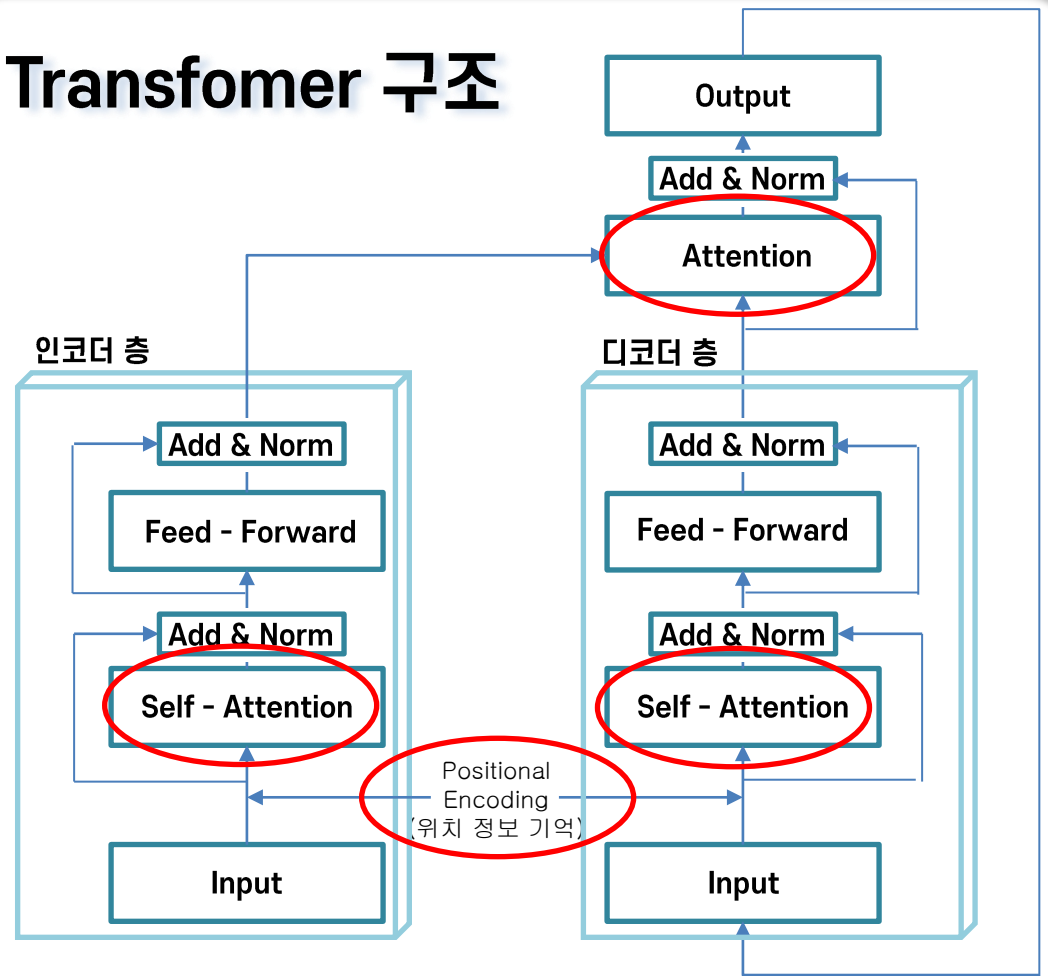 Transfomer 구조
Output
Add & Norm
Attention
인코더 층
Add & Norm
Feed - Forward
Add & Norm
Self - Attention
Input
디코더 층
Add & Norm
Feed - Forward
Add & Norm
Self - Attention
Input
Positional
Encoding
(위치 정보 기억)